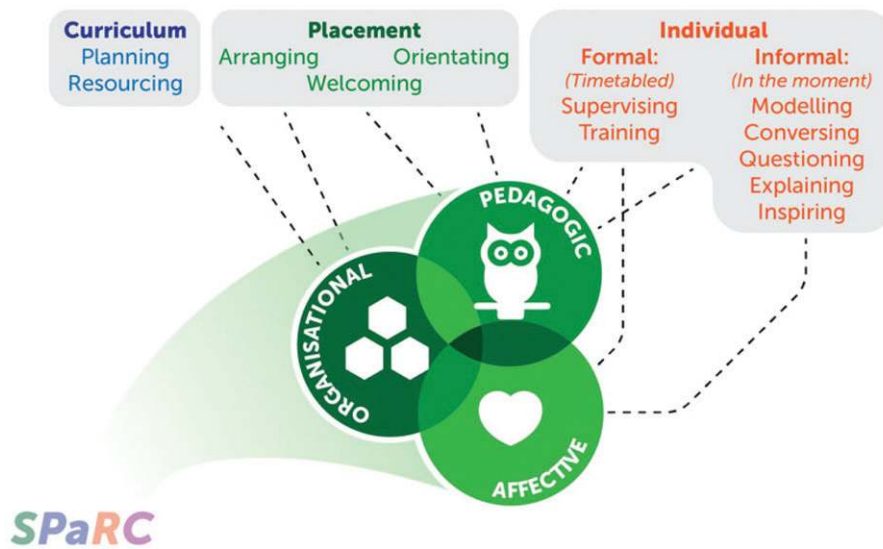 Curriculum
Planning
Resourcing
Placement
Arranging Orientating
Welcoming
Individual
Formal:
(Timetabled)
Supervising
Training
Informal:
(In the moment)
Modelling
Conversing
Questioning
Explaining
Inspiring
PEDAGOGIC
ORGANISATIONAL
AFFECTIVE
SPaRC